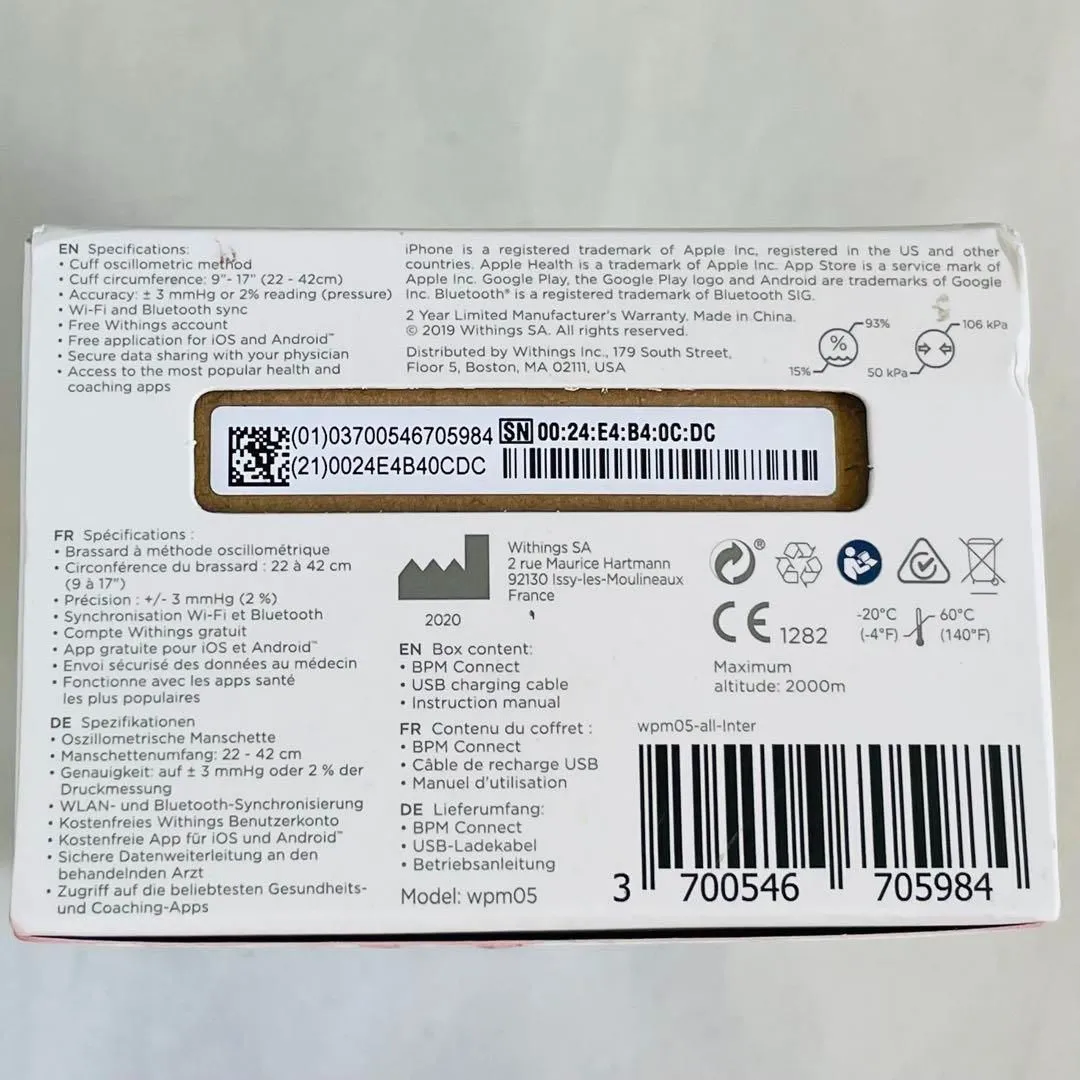 EN Specifications:
• Cuff oscillometric method
• Cuff circumference: 9"- 17" (22 - 42cm)
• Accuracy: ± 3 mmHg or 2% reading (pressure)
• Wi-Fi and Bluetooth sync
• Free Withings account
• Free application for iOS and Android™
• Secure data sharing with your physician
• Access to the most popular health and
coaching apps
iPhone is a registered trademark of Apple Inc, registered in the US and other
countries. Apple Health is a trademark of Apple Inc. App Store is a service mark of
Apple Inc. Google Play, the Google Play logo and Android are trademarks of Google
Inc. Bluetooth® is a registered trademark of Bluetooth SIG.
2 Year Limited Manufacturer's Warranty. Made in China.
© 2019 Withings SA. All rights reserved.
Distributed by Withings Inc., 179 South Street,
Floor 5, Boston, MA 02111, USA
93%
%
15%
106 kPa
50 kPa
(01)03700546705984
(21)0024E4B40CDC
SN 00:24:E4:B4:0C:DC
FR Spécifications :
• Brassard à méthode oscillométrique
• Circonférence du brassard : 22 à 42 cm
(9 à 17")
• Précision : +/- 3 mmHg (2 %)
• Synchronisation Wi-Fi et Bluetooth
• Compte Withings gratuit
• App gratuite pour iOS et Android™
• Envoi sécurisé des données au médecin
• Fonctionne avec les apps santé
les plus populaires
DE Spezifikationen
• Oszillometrische Manschette
• Manschettenumfang: 22 - 42 cm
• Genauigkeit: auf ± 3 mmHg oder 2 % der
Druckmessung
• WLAN- und Bluetooth-Synchronisierung
• Kostenfreies Withings Benutzerkonto
• Kostenfreie App für iOS und Android™
• Sichere Datenweiterleitung an den
behandelnden Arzt
• Zugriff auf die beliebtesten Gesundheits-
und Coaching-Apps
2020
Withings SA
2 rue Maurice Hartmann
92130 Issy-les-Moulineaux
France
EN Box content:
• BPM Connect
• USB charging cable
• Instruction manual
FR Contenu du coffret :
• BPM Connect
• Câble de recharge USB
• Manuel d'utilisation
DE Lieferumfang:
• BPM Connect
• USB-Ladekabel
• Betriebsanleitung
Model: wpm05
®
CE 1282
-20°C
(-4°F)
60°C
(140°F)
Maximum
altitude: 2000m
wpm05-all-Inter
3 700546 705984